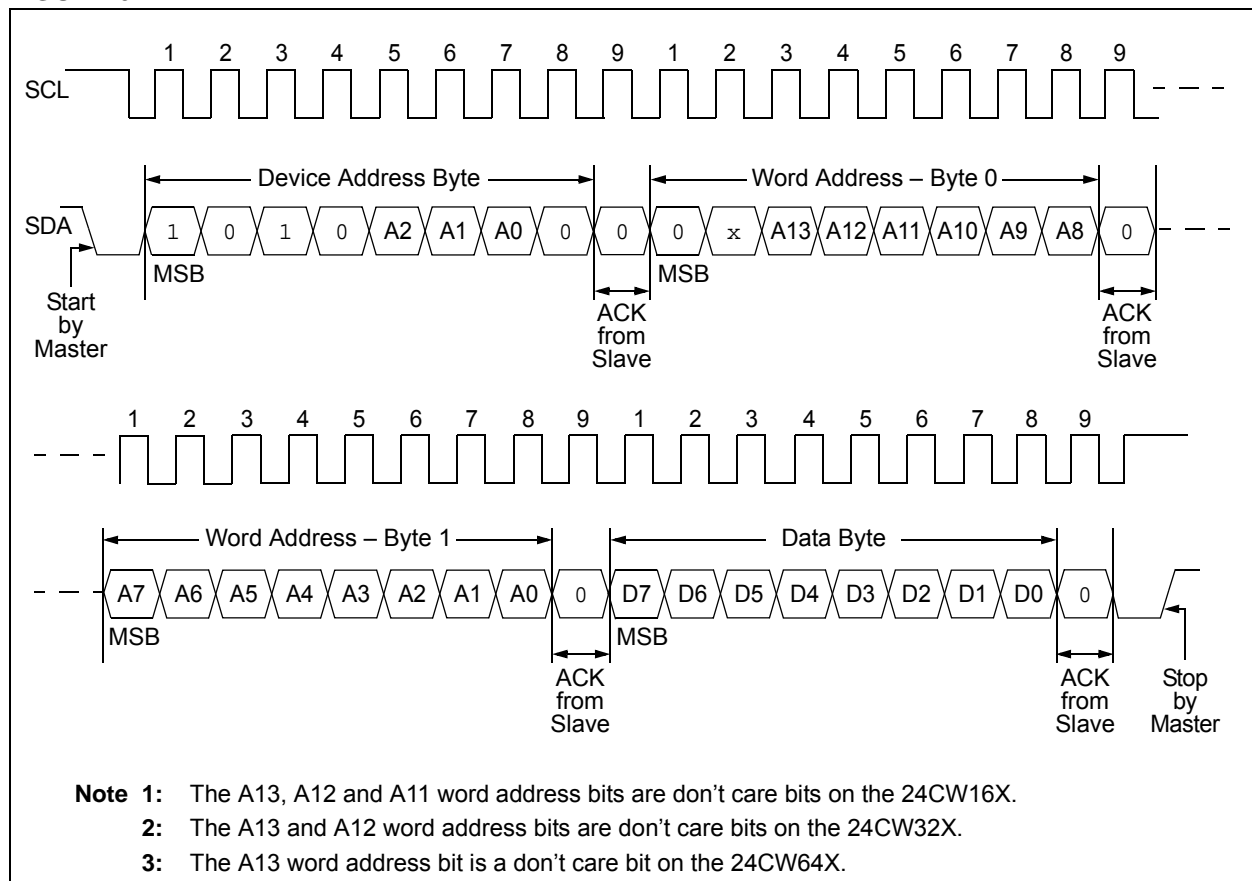 1 2 3 4 5 6 7 8 9 1 2 3 4 5 6 7 8 9
SCL
Device Address Byte Word Address – Byte 0
SDA 1 0 1 0 A2 A1 A0 0 0 0 x A13 A12 A11 A10 A9 A8 0
MSB MSB
Start by Master
ACK from Slave
ACK from Slave
1 2 3 4 5 6 7 8 9 1 2 3 4 5 6 7 8 9
Word Address – Byte 1 Data Byte
A7 A6 A5 A4 A3 A2 A1 A0 0 D7 D6 D5 D4 D3 D2 D1 D0 0
MSB MSB
ACK from Slave
ACK from Slave
Stop by Master
Note 1: The A13, A12 and A11 word address bits are don't care bits on the 24CW16X.
2: The A13 and A12 word address bits are don't care bits on the 24CW32X.
3: The A13 word address bit is a don't care bit on the 24CW64X.